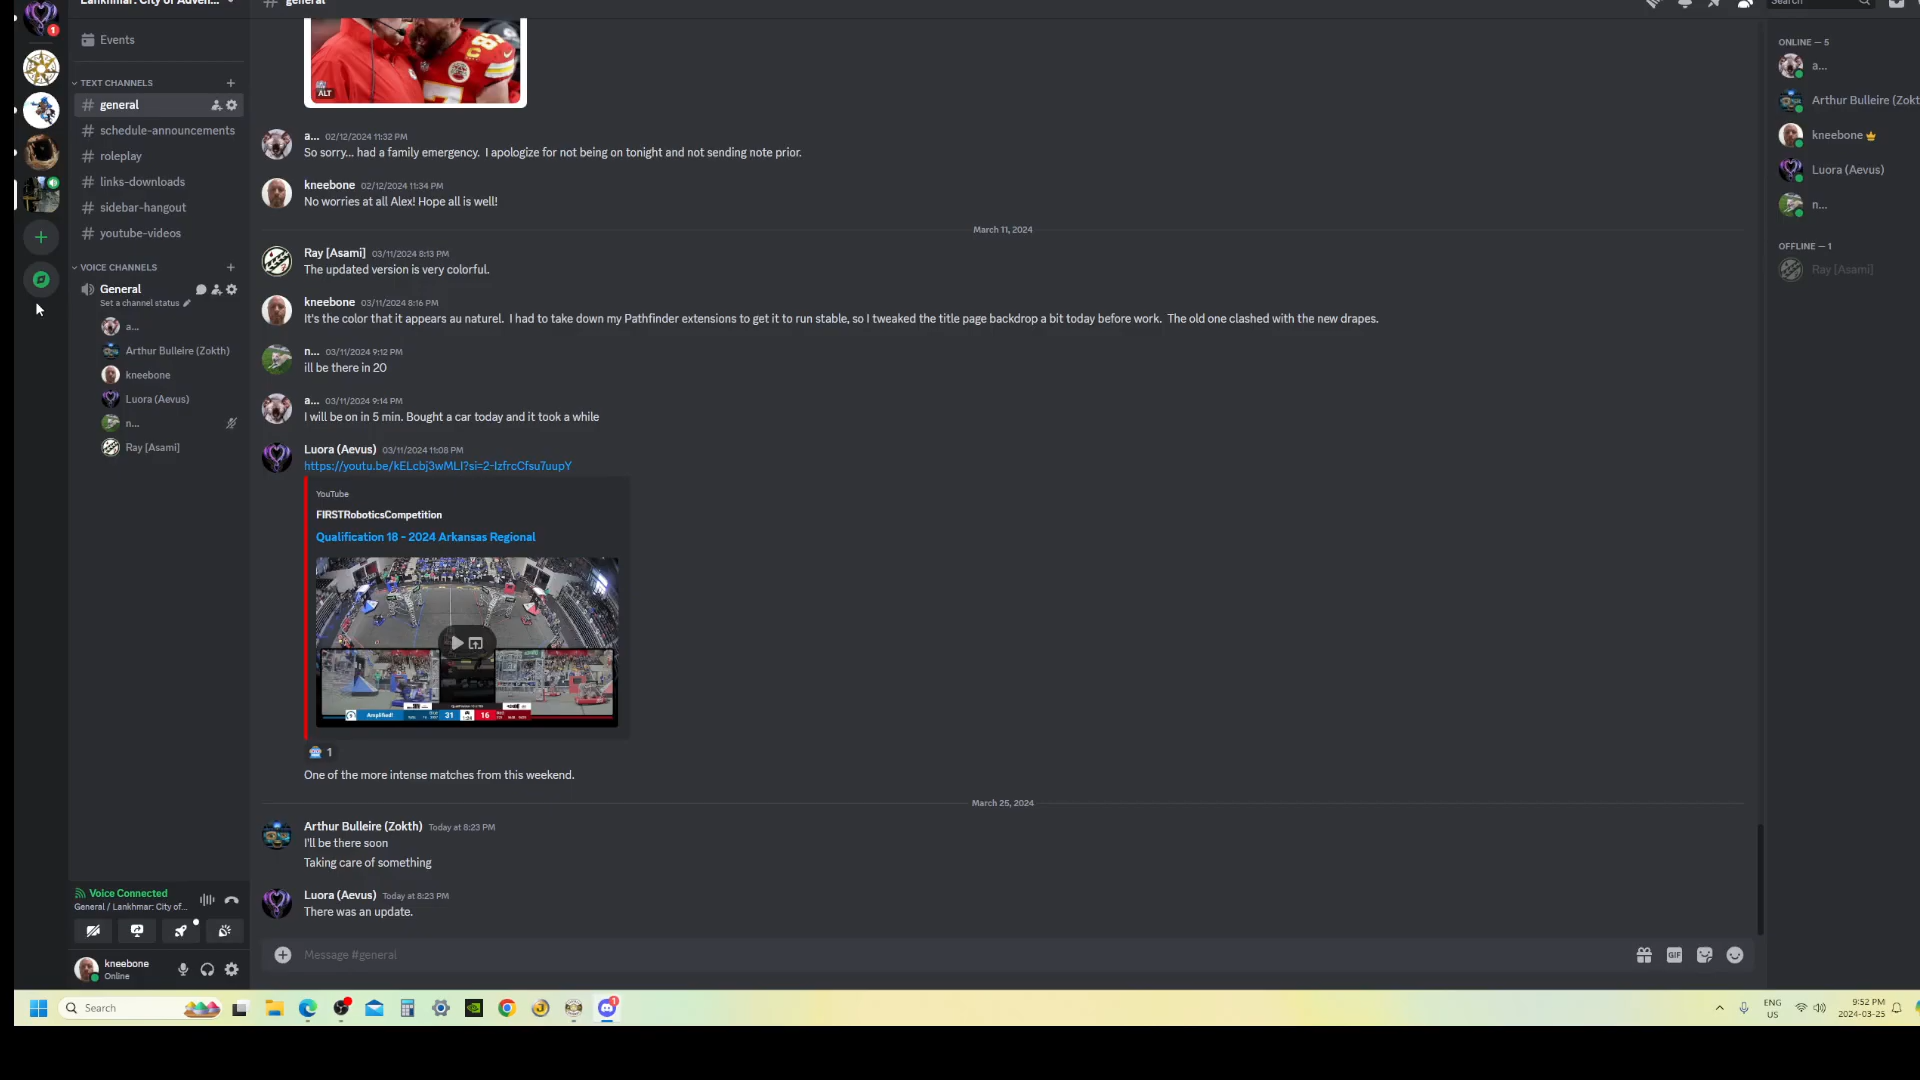 Lankhmar: City of Adven...
general
Search
1
Events
TEXT CHANNELS
general
schedule-announcements
roleplay
links-downloads
sidebar-hangout
youtube-videos
VOICE CHANNELS
General
Set a channel status
a...
Arthur Bulleire (Zokth)
kneebone
Luora (Aevus)
n...
Ray [Asami]
Voice Connected
General / Lankhmar: City of...
kneebone
Online
87
ALT
a... 02/12/2024 11:32 PM
So sorry... had a family emergency. I apologize for not being on tonight and not sending note prior.
kneebone 02/12/2024 11:34 PM
No worries at all Alex! Hope all is well!
March 11, 2024
Ray [Asami] 03/11/2024 8:13 PM
The updated version is very colorful.
kneebone 03/11/2024 8:16 PM
It's the color that it appears au naturel. I had to take down my Pathfinder extensions to get it to run stable, so I tweaked the title page backdrop a bit today before work. The old one clashed with the new drapes.
n... 03/11/2024 9:12 PM
ill be there in 20
a... 03/11/2024 9:14 PM
I will be on in 5 min. Bought a car today and it took a while
Luora (Aevus) 03/11/2024 11:08 PM
https://youtu.be/kELcbj3wMLI?si=2-IzfrcCfsu7uupY
YouTube
FIRSTRoboticsCompetition
Qualification 18 - 2024 Arkansas Regional
Amplified! 31 16
1
One of the more intense matches from this weekend.
March 25, 2024
Arthur Bulleire (Zokth) Today at 8:23 PM
I'll be there soon
Taking care of something
Luora (Aevus) Today at 8:23 PM
There was an update.
Message #general
GIF
ONLINE — 5
a...
Arthur Bulleire (Zokt
kneebone
Luora (Aevus)
n...
OFFLINE — 1
Ray [Asami]
Search
1
ENG
US
9:52 PM
2024-03-25